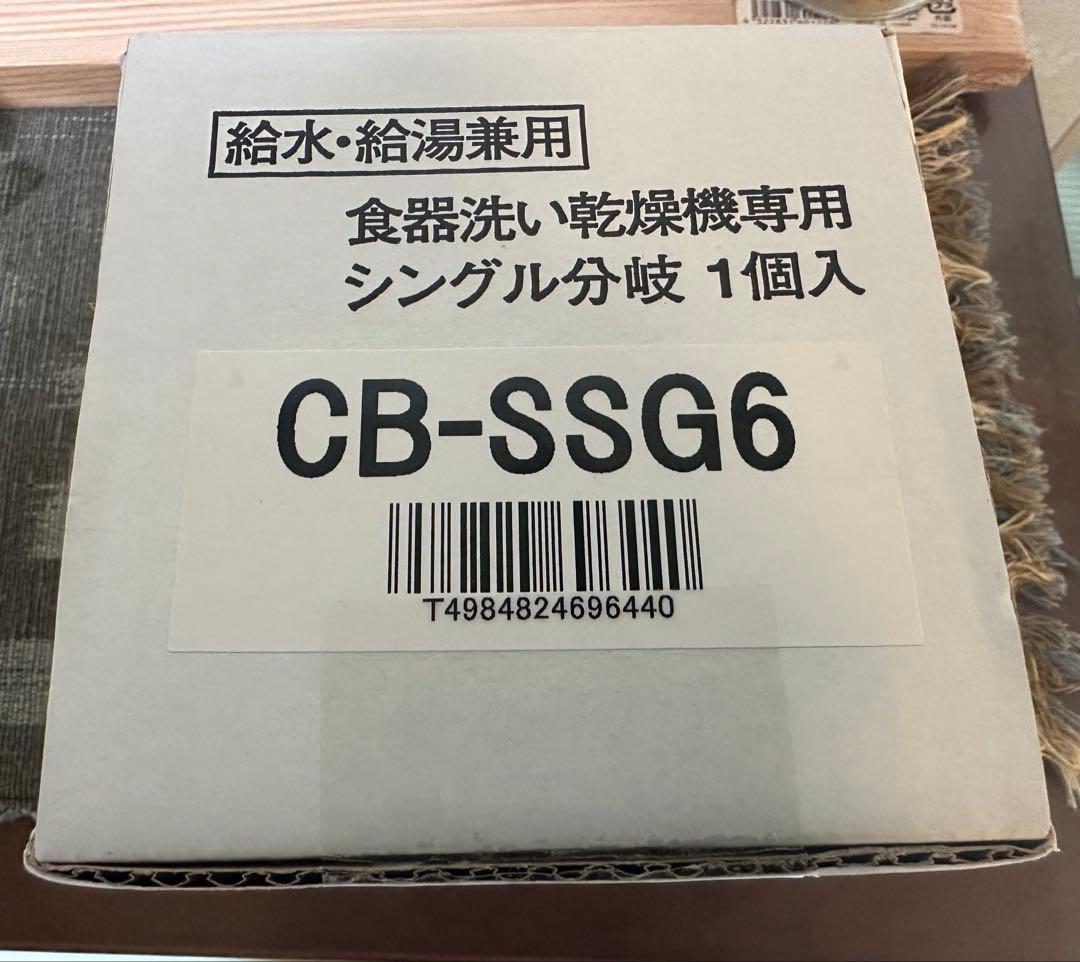 給水・給湯兼用
食器洗い乾燥機専用
シングル分岐 1個入
CB-SSG6
T4984824696440